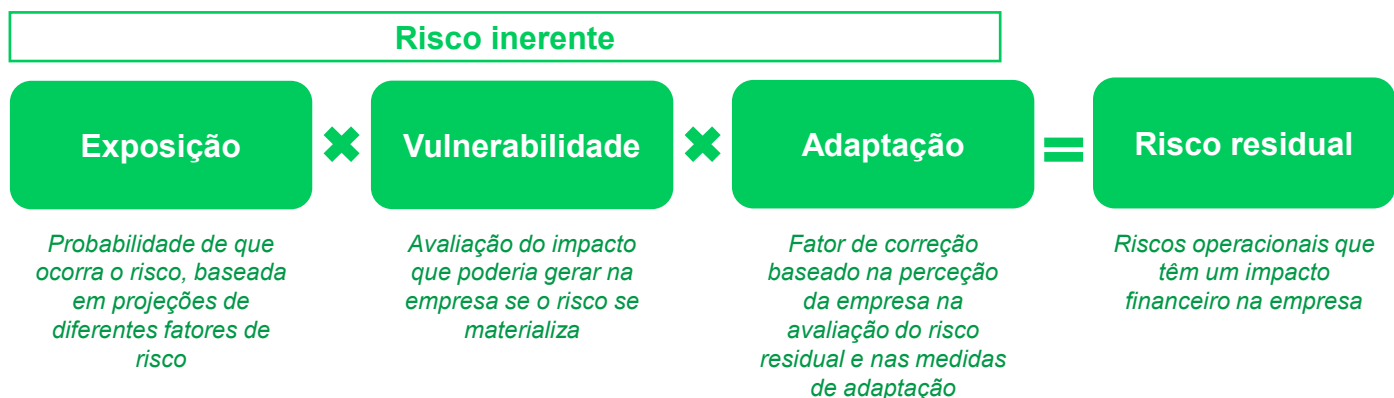 Risco inerente
Exposição
Vulnerabilidade
Adaptação
Risco residual
Probabilidade de que
ocorra o risco, baseada
em projeções de
diferentes fatores de
risco
Avaliação do impacto
que poderia gerar na
empresa se o risco se
materializa
Fator de correção
baseado na perceção
da empresa na
avaliação do risco
residual e nas medidas
de adaptação
Riscos operacionais que
têm um impacto
financeiro na empresa